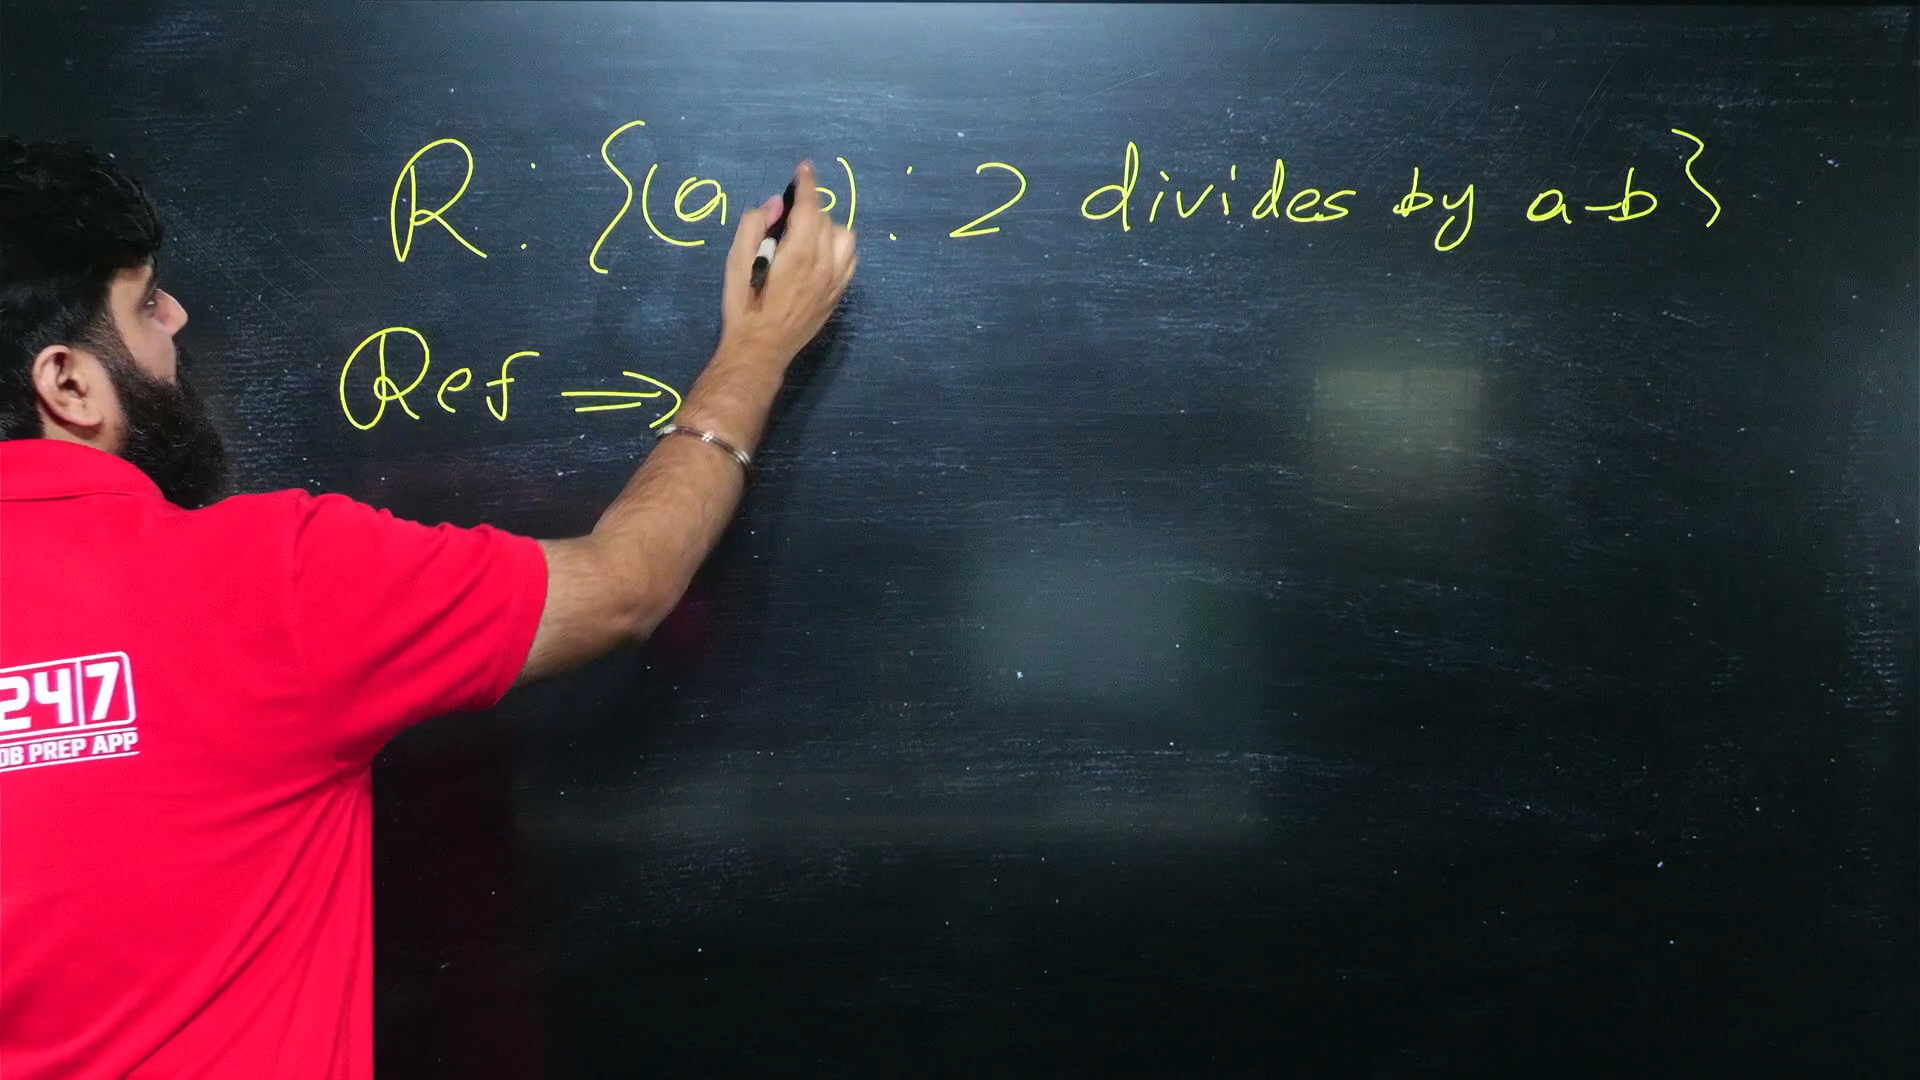 R: {(a b) : 2 divides by a-b}
Ref ⇒
247
OB PREP APP